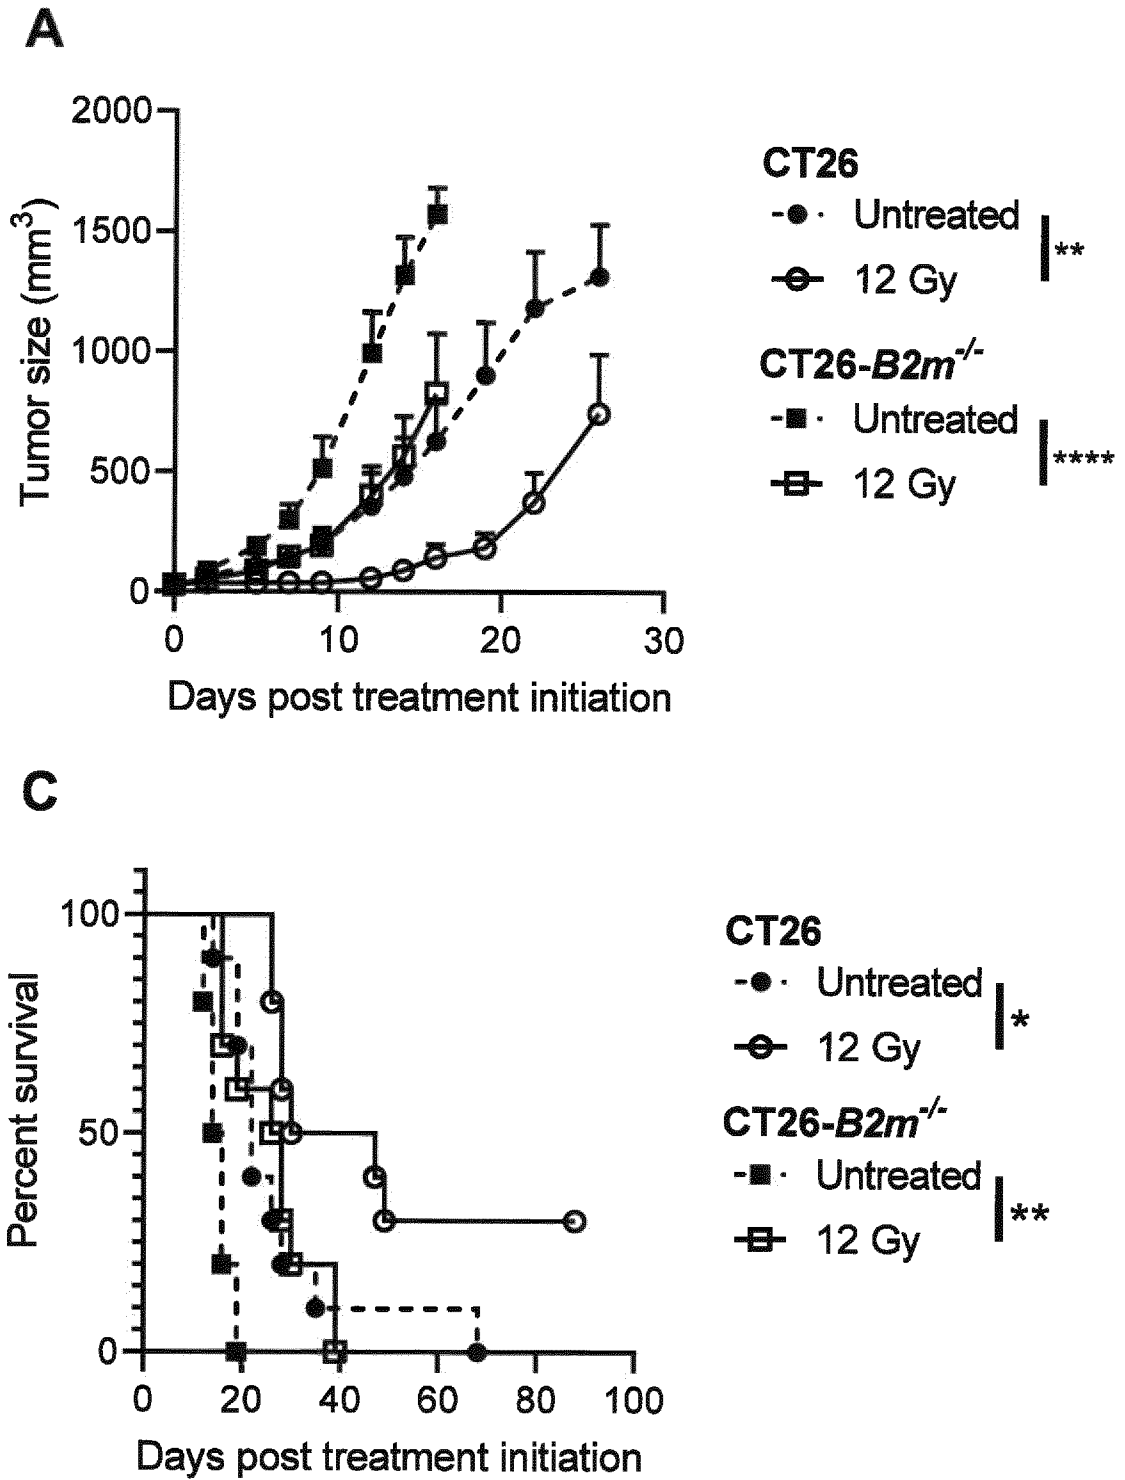 A
2000
1500
1000
500
0
Tumor size (mm³)
0 10 20 30
Days post treatment initiation
CT26
Untreated
12 Gy
**
CT26-B2m-/-
Untreated
12 Gy
****
C
100
50
0
Percent survival
0 20 40 60 80 100
Days post treatment initiation
CT26
Untreated
12 Gy
*
CT26-B2m-/-
Untreated
12 Gy
**